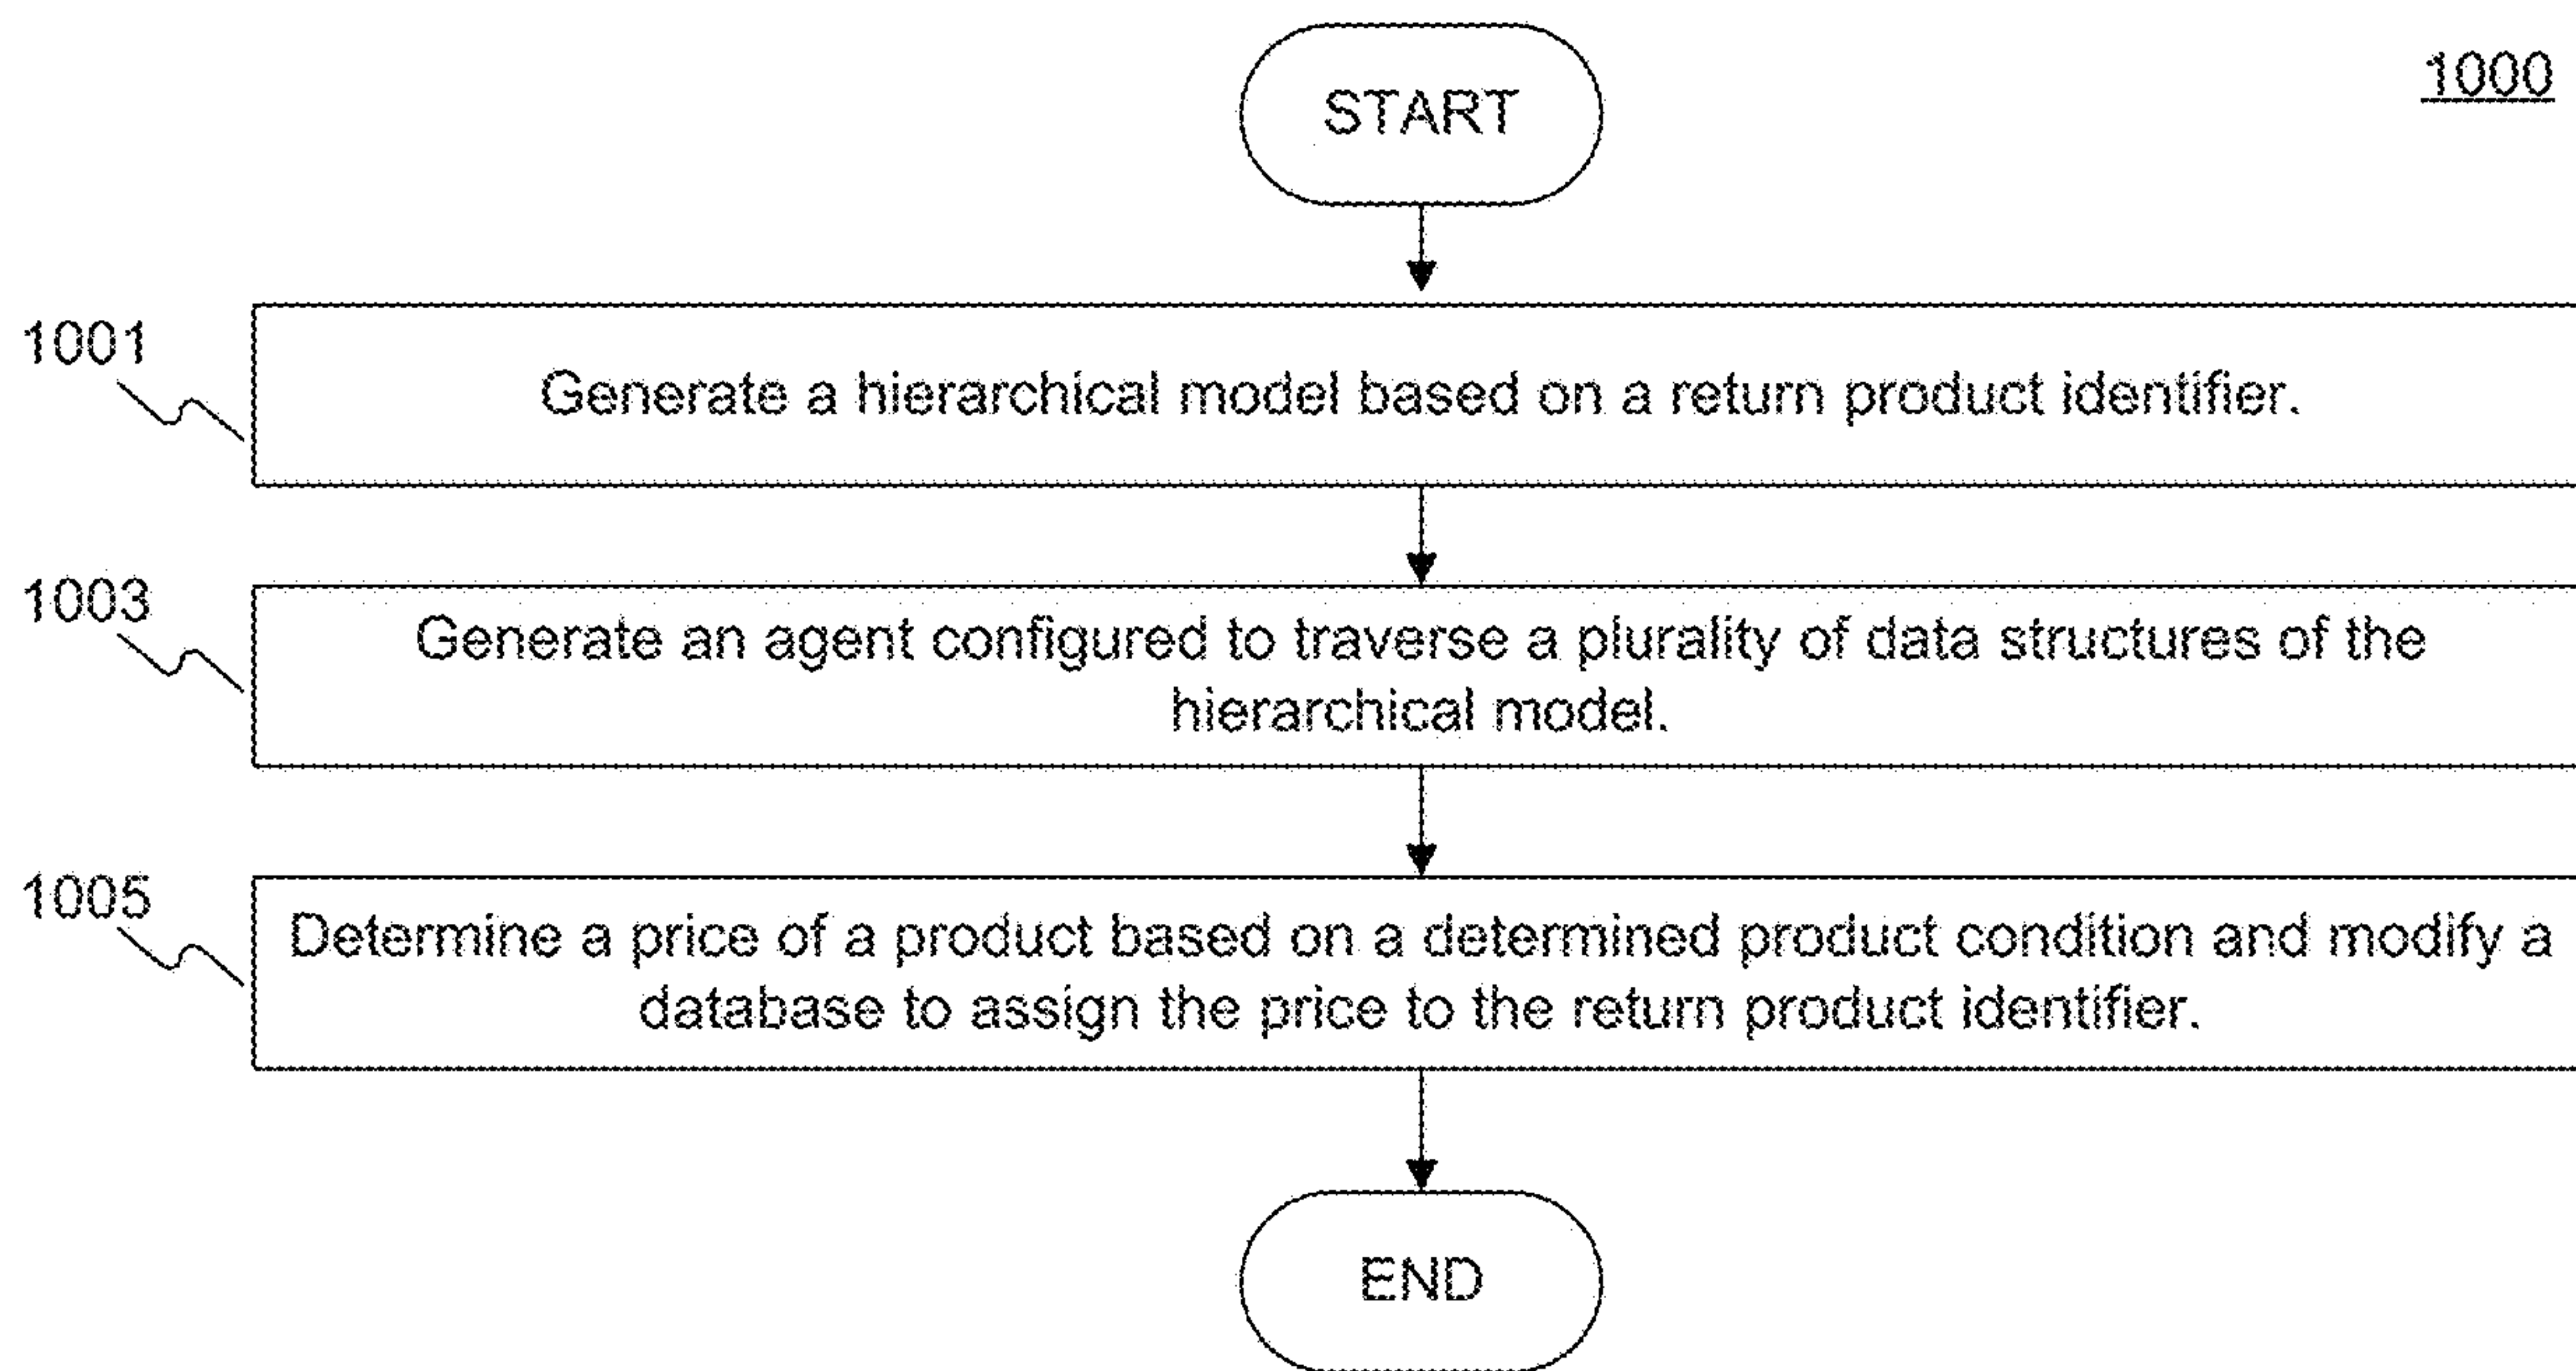 START
1000
1001
Generate a hierarchical model based on a return product identifier.
1003
Generate an agent configured to traverse a plurality of data structures of the
hierarchical model.
1005
Determine a price of a product based on a determined product condition and modify a
database to assign the price to the return product identifier.
END